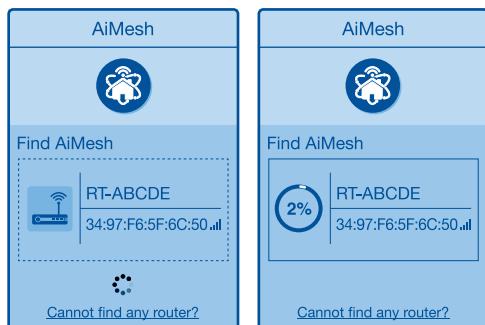 AiMesh
Find AiMesh
RT-ABCDE
34:97:F6:5F:6C:50
Cannot find any router?
AiMesh
Find AiMesh
2%
RT-ABCDE
34:97:F6:5F:6C:50
Cannot find any router?